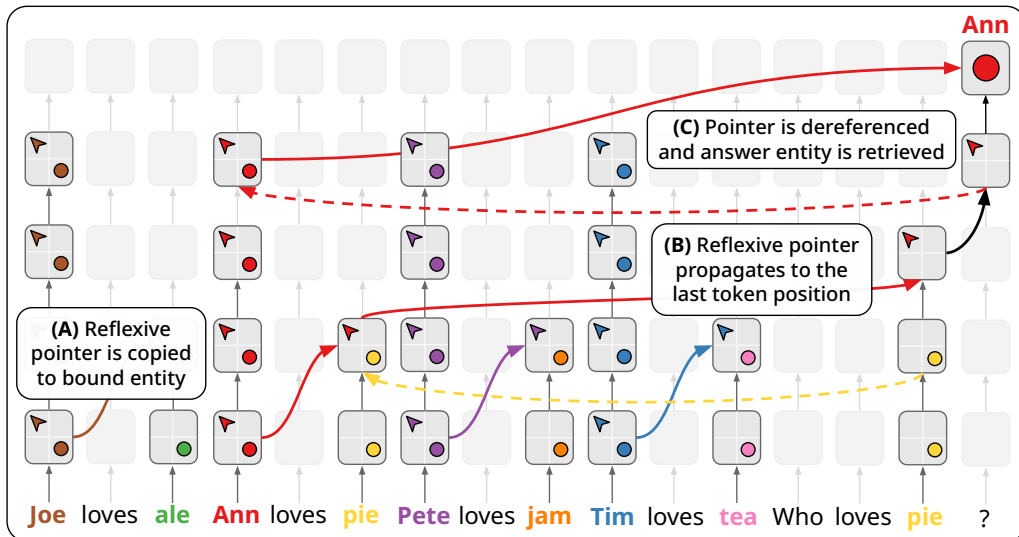 Ann
(C) Pointer is dereferenced
and answer entity is retrieved
(B) Reflexive pointer
propagates to the
last token position
(A) Reflexive
pointer is copied
to bound entity
Joe loves ale Ann loves pie Pete loves jam Tim loves tea Who loves pie ?